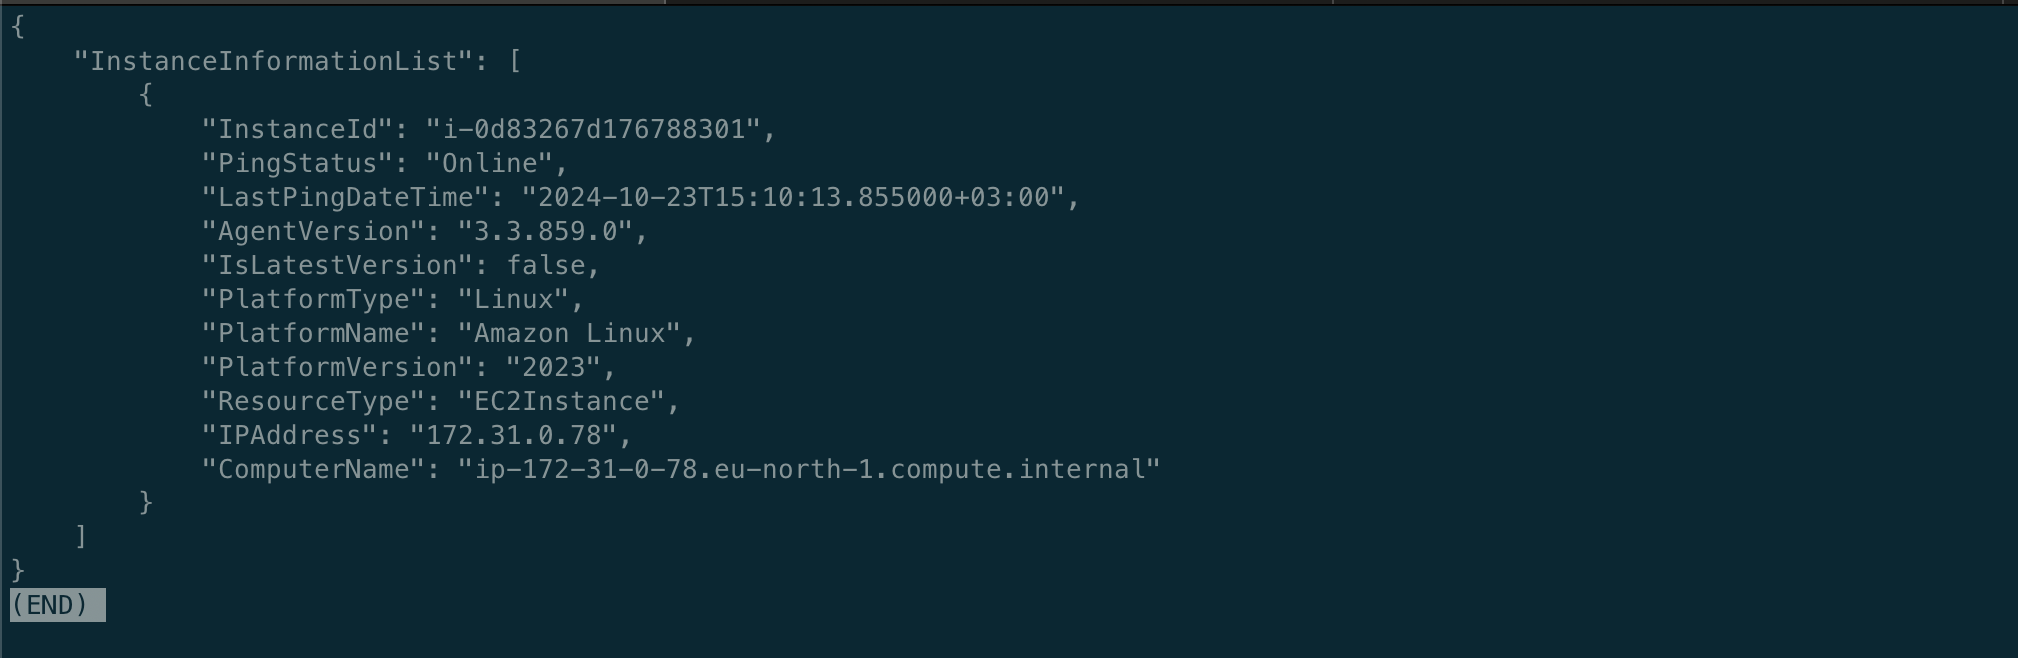 {
    "InstanceInformationList": [
        {
            "InstanceId": "i-0d83267d176788301",
            "PingStatus": "Online",
            "LastPingDateTime": "2024-10-23T15:10:13.855000+03:00",
            "AgentVersion": "3.3.859.0",
            "IsLatestVersion": false,
            "PlatformType": "Linux",
            "PlatformName": "Amazon Linux",
            "PlatformVersion": "2023",
            "ResourceType": "EC2Instance",
            "IPAddress": "172.31.0.78",
            "ComputerName": "ip-172-31-0-78.eu-north-1.compute.internal"
        }
    ]
}
(END)